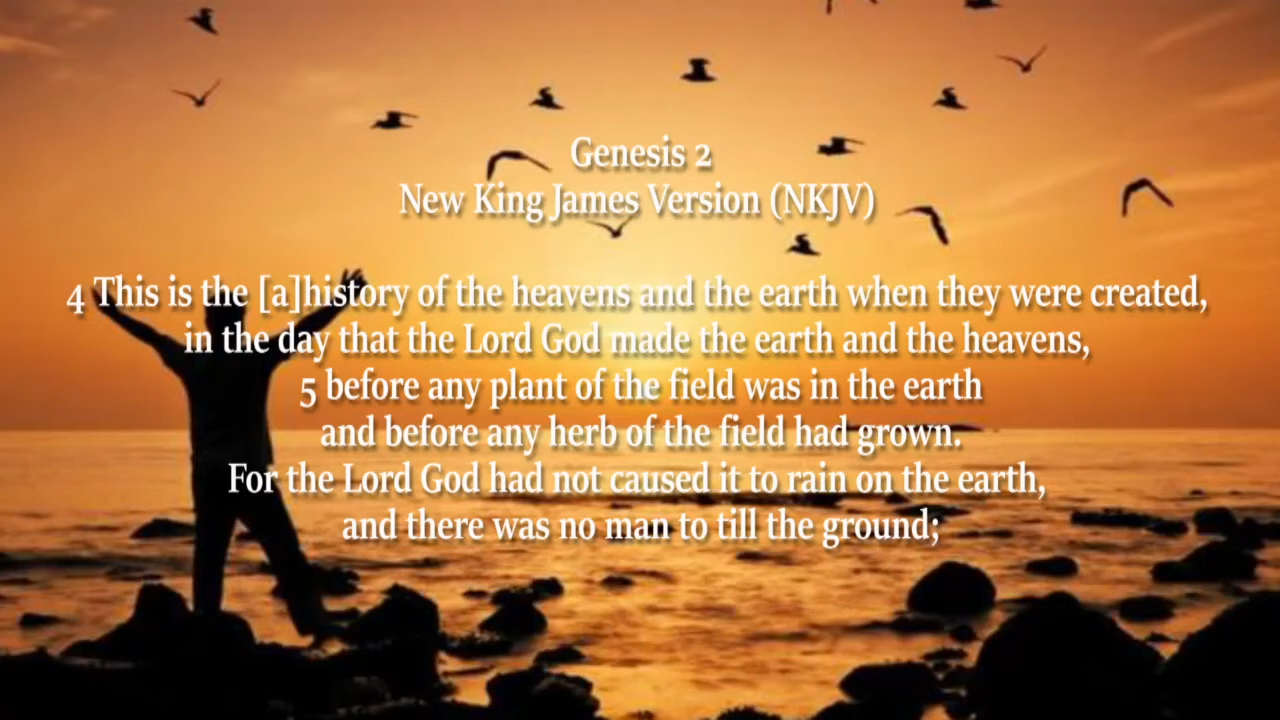 Genesis 2
New King James Version (NKJV)
4 This is the [a]history of the heavens and the earth when they were created,
in the day that the Lord God made the earth and the heavens,
5 before any plant of the field was in the earth
and before any herb of the field had grown.
For the Lord God had not caused it to rain on the earth,
and there was no man to till the ground;